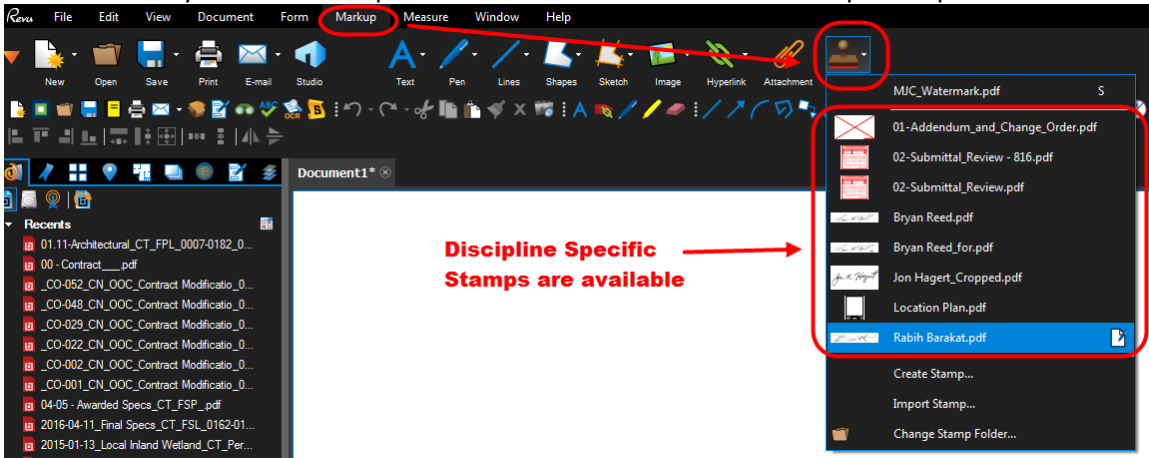 Revu File Edit View Document Form Markup Measure Window Help
New Open Save Print E-mail Studio Text Pen Lines Shapes Sketch Image Hyperlink Attachment
MJC_Watermark.pdf S
01-Addendum_and_Change_Order.pdf
02-Submittal_Review - 816.pdf
02-Submittal_Review.pdf
Bryan Reed.pdf
Bryan Reed_for.pdf
Jon Hagert_Cropped.pdf
Location Plan.pdf
Rabih Barakat.pdf
Create Stamp...
Import Stamp...
Change Stamp Folder...
Document1*
Discipline Specific
Stamps are available
Recents
01.11-Architectural_CT_FPL_0007-0182_0...
00 - Contract___.pdf
_CO-052_CN_OOC_Contract Modificatio_0...
_CO-048_CN_OOC_Contract Modificatio_0...
_CO-029_CN_OOC_Contract Modificatio_0...
_CO-022_CN_OOC_Contract Modificatio_0...
_CO-002_CN_OOC_Contract Modificatio_0...
_CO-001_CN_OOC_Contract Modificatio_0...
04-05 - Awarded Specs_CT_FSP_.pdf
2016-04-11_Final Specs_CT_FSL_0162-01...
2015-01-13_Local Inland Wetland_CT_Per...